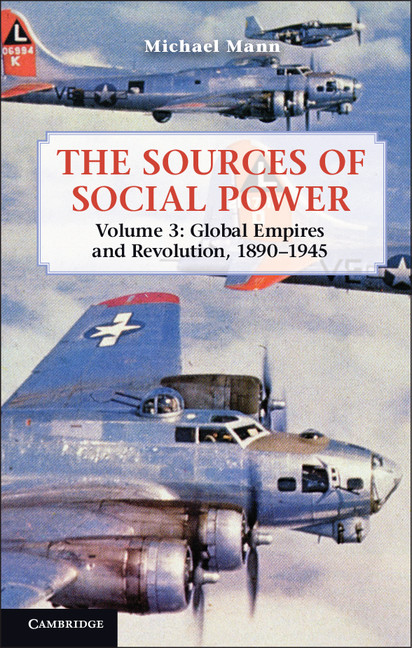 Michael Mann
L
06994
K
THE SOURCES OF
SOCIAL POWER
Volume 3: Global Empires
and Revolution, 1890–1945
VE
CAMBRIDGE